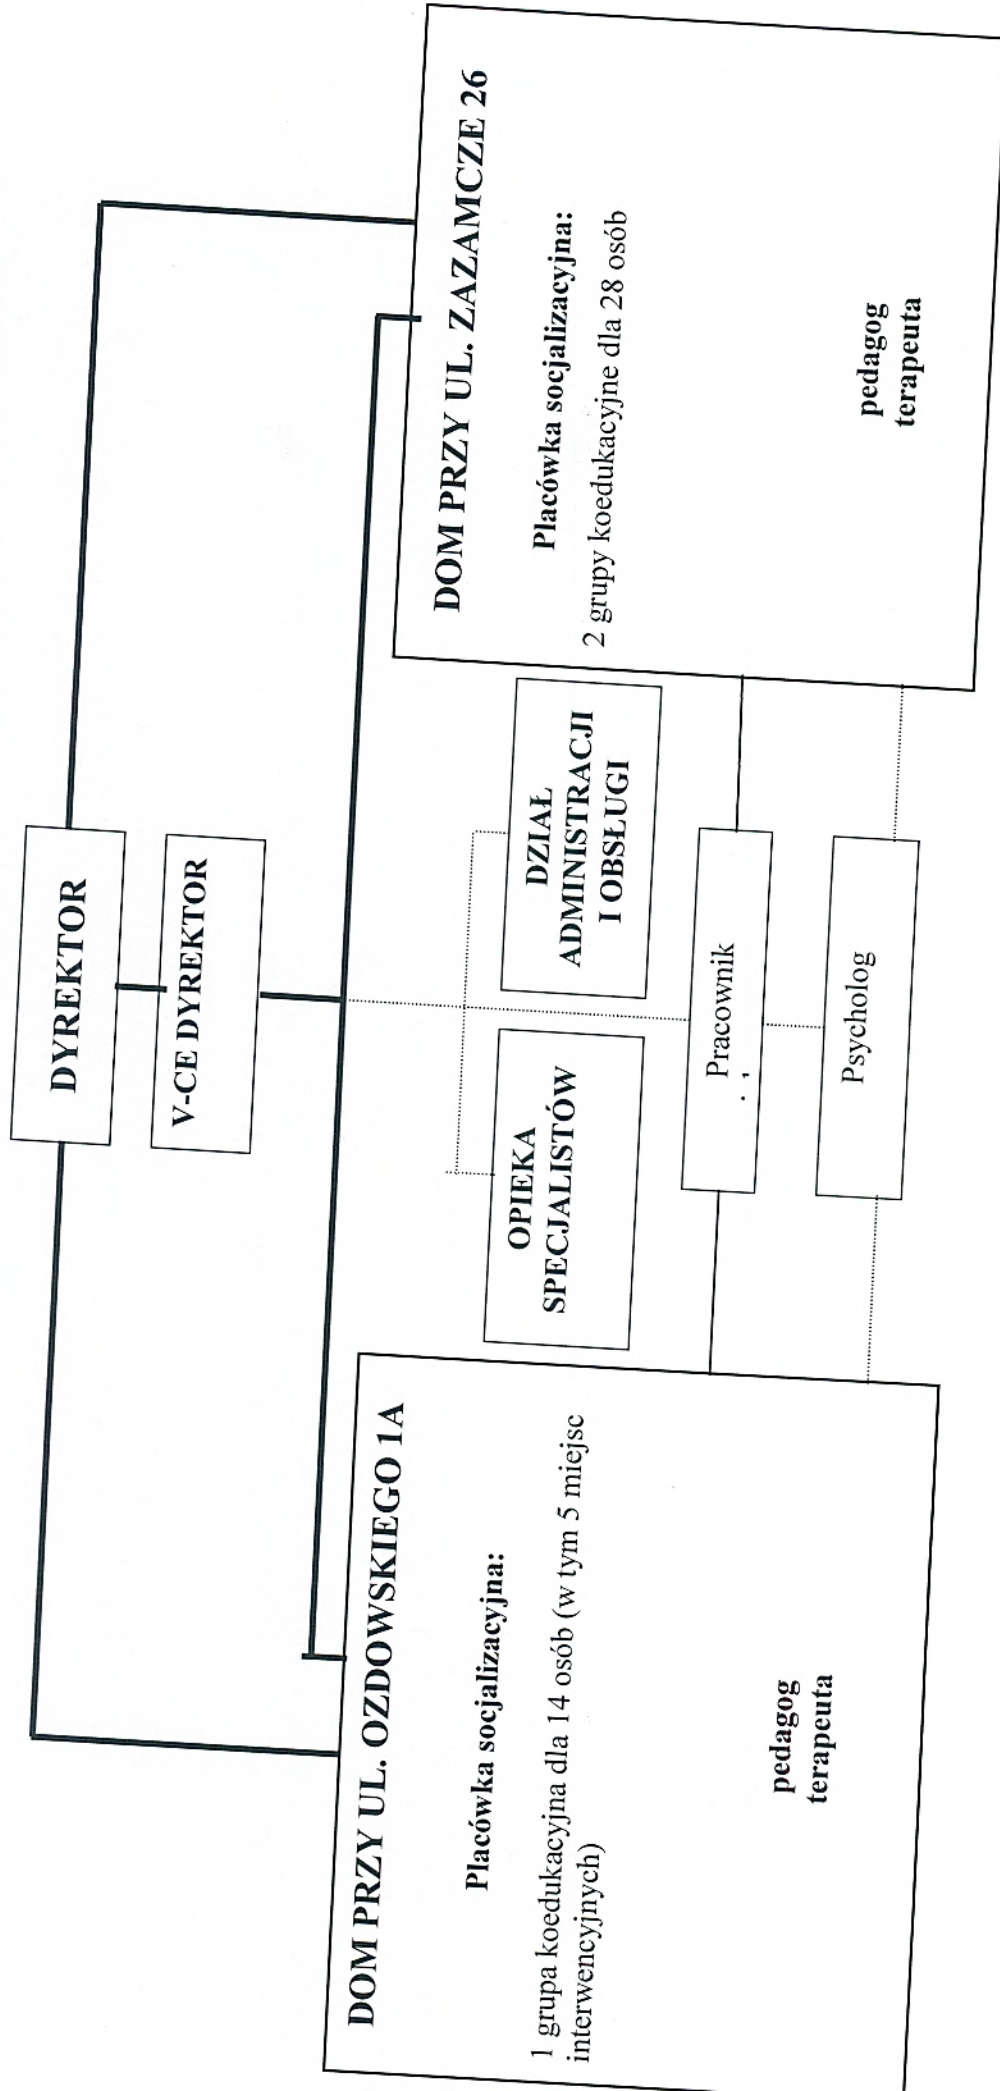 DYREKTOR
V-CE DYREKTOR
DOM PRZY UL. OZDOWSKIEGO 1A
Placówka socjalizacyjna:
1 grupa koedukacyjna dla 14 osób (w tym 5 miejsc
interwencyjnych)
pedagog
terapeuta
OPIEKA
SPECJALISTÓW
DZIAŁ
ADMINISTRACJI
I OBSŁUGI
Pracownik
Psycholog
DOM PRZY UL. ZAZAMCZE 26
Placówka socjalizacyjna:
2 grupy koedukacyjne dla 28 osób
pedagog
terapeuta